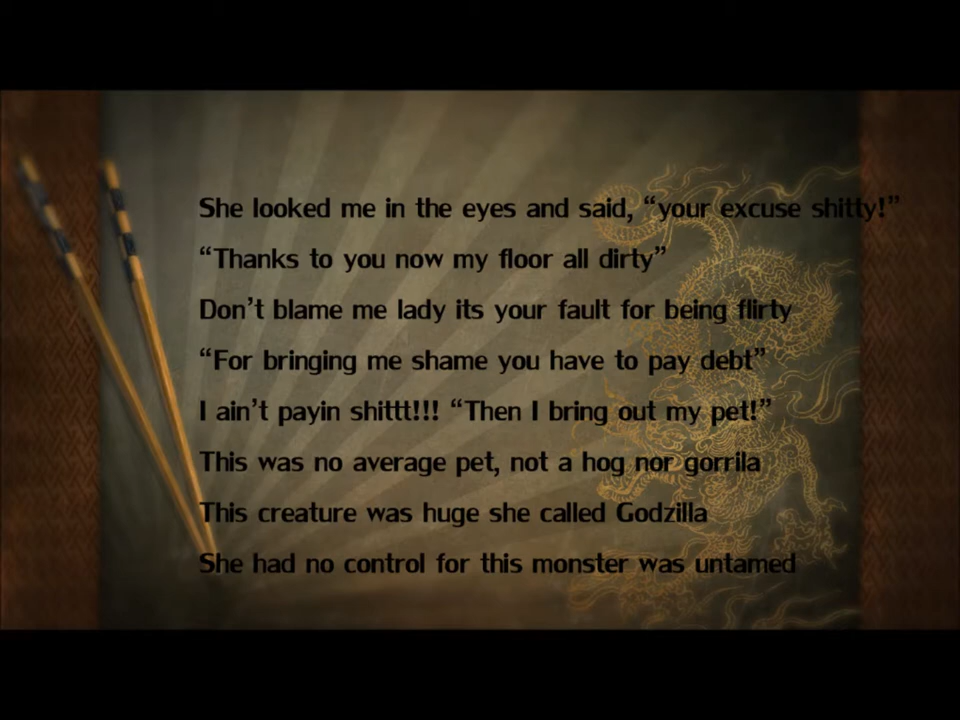 She looked me in the eyes and said, “your excuse shitty!”
“Thanks to you now my floor all dirty”
Don’t blame me lady its your fault for being flirty
“For bringing me shame you have to pay debt”
I ain’t payin shittt!!! “Then I bring out my pet!”
This was no average pet, not a hog nor gorrila
This creature was huge she called Godzilla
She had no control for this monster was untamed